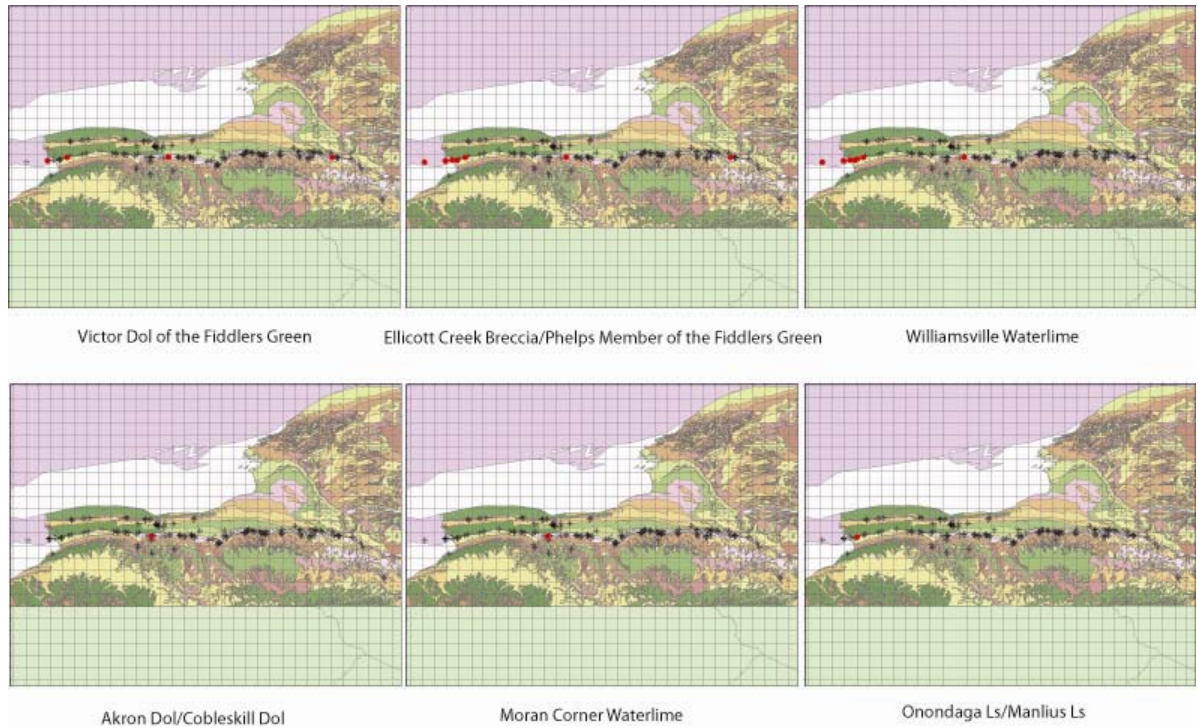 Victor Dol of the Fiddlers Green
Ellicott Creek Breccia/Phelps Member of the Fiddlers Green
Williamsville Waterlime
Akron Dol/Cobleskill Dol
Moran Corner Waterlime
Onondaga Ls/Manlius Ls